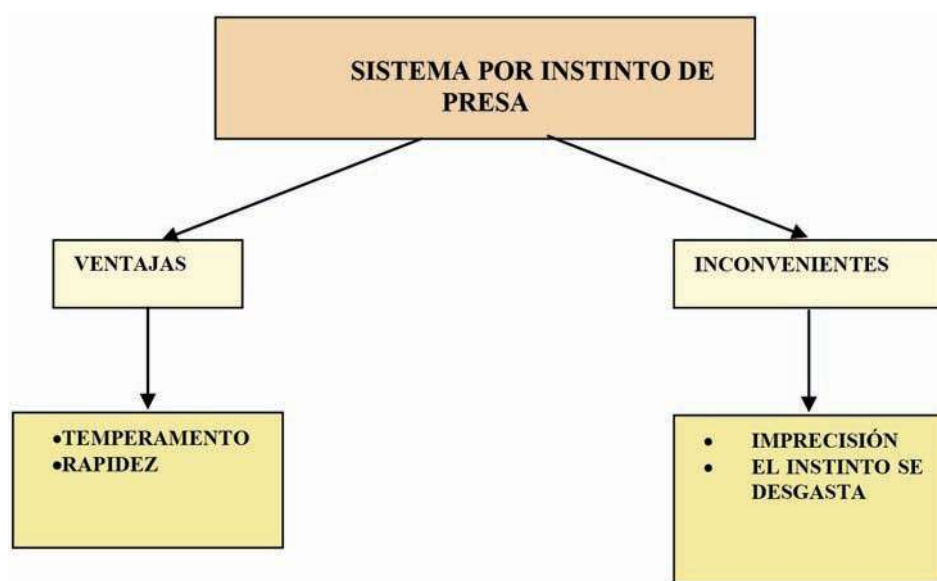 SISTEMA POR INSTINTO DE
PRESA
VENTAJAS
INCONVENIENTES
•TEMPERAMENTO
•RAPIDEZ
• IMPRECISIÓN
• EL INSTINTO SE
DESGASTA